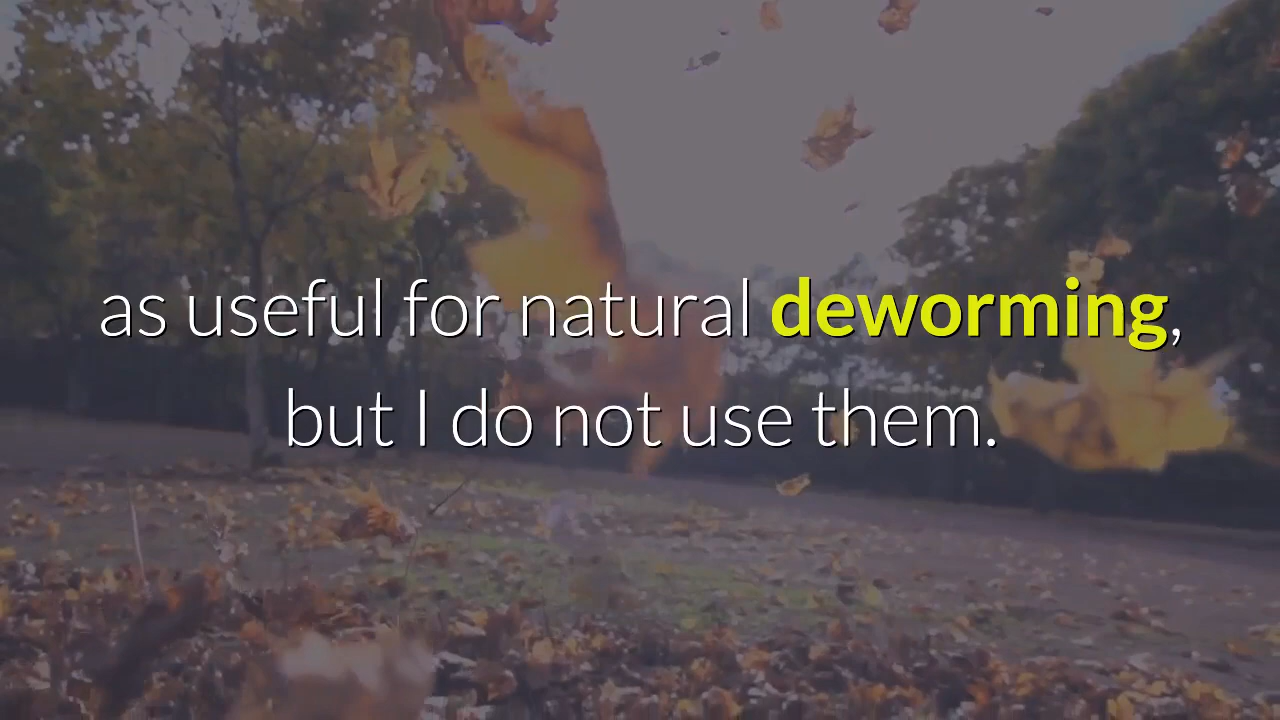 as useful for natural deworming,
but I do not use them.